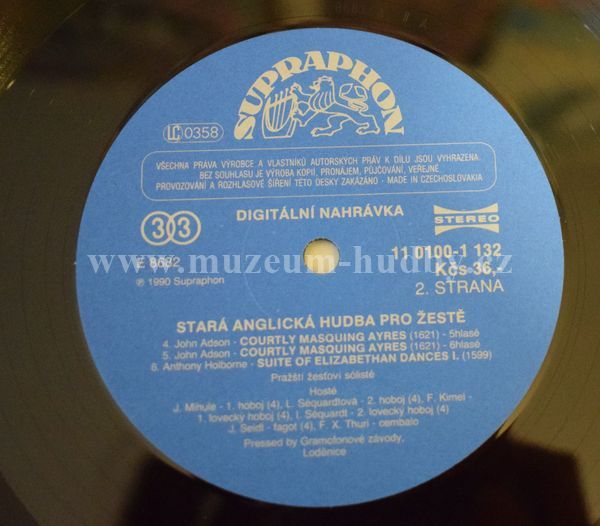 SUPRAPHON
LC 0358
VŠECHNA PRÁVA VÝROBCE A VLASTNÍKŮ AUTORSKÝCH PRÁV K DÍLU JSOU VYHRAZENA.
BEZ SOUHLASU JE VÝROBA KOPIÍ, PRONÁJEM, PŮJČOVÁNÍ, VEŘEJNÉ
PROVOZOVÁNÍ A ROZHLASOVÉ ŠÍŘENÍ TÉTO DESKY ZAKÁZÁNO - MADE IN CZECHOSLOVAKIA
33
DIGITÁLNÍ NAHRÁVKA
STEREO
E 8682
11 0100-1 132
www.muzeum-hudby.cz
Kčs 36,-
℗ 1990 Supraphon
2. STRANA
STARÁ ANGLICKÁ HUDBA PRO ŽESTĚ
4. John Adson - COURTLY MASQUING AYRES (1621) - 5hlasé
5. John Adson - COURTLY MASQUING AYRES (1621) - 6hlasé
6. Anthony Holborne - SUITE OF ELIZABETHAN DANCES I. (1599)
Pražští žesťoví sólisté
Hosté
J. Mihule - 1. hoboj (4), L. Séquardtová - 2. hoboj (4), F. Kimel -
1. lovecký hoboj (4), I. Séquardt - 2. lovecký hoboj (4)
J. Seidl - fagot (4), F. X. Thuri - cembalo
Pressed by Gramofonové závody,
Loděnice